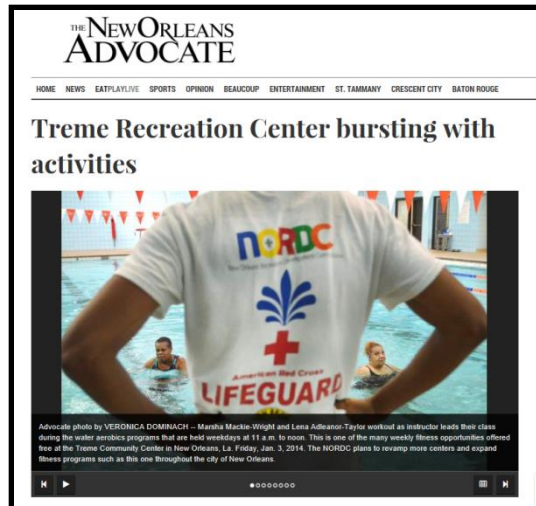 THE NEW ORLEANS
ADVOCATE
HOME NEWS EATPLAYLIVE SPORTS OPINION BEAUCOUP ENTERTAINMENT ST. TAMMANY CRESCENT CITY BATON ROUGE
Treme Recreation Center bursting with
activities
NORDC
American Red Cross
LIFEGUARD
Advocate photo by VERONICA DOMINACH -- Marsha Mackie-Wright and Lena Adleanor-Taylor workout as instructor leads their class
during the water aerobics programs that are held weekdays at 11 a.m. to noon. This is one of the many weekly fitness opportunities offered
free at the Treme Community Center in New Orleans, La. Friday, Jan. 3, 2014. The NORDC plans to revamp more centers and expand
fitness programs such as this one throughout the city of New Orleans.